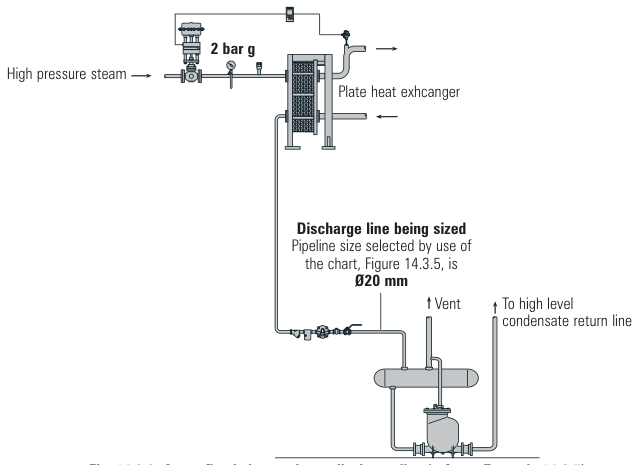 2 bar g
High pressure steam
Plate heat exhcanger
Discharge line being sized
Pipeline size selected by use of
the chart, Figure 14.3.5, is
Ø20 mm
Vent
To high level
condensate return line